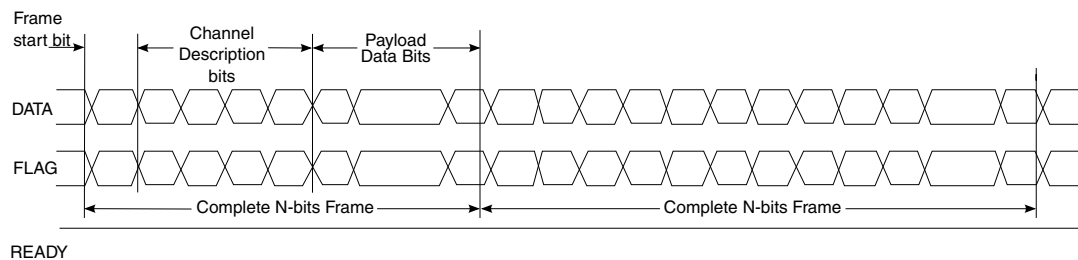 Frame
start bit
Channel
Description
bits
Payload
Data Bits
DATA
FLAG
Complete N-bits Frame
Complete N-bits Frame
READY